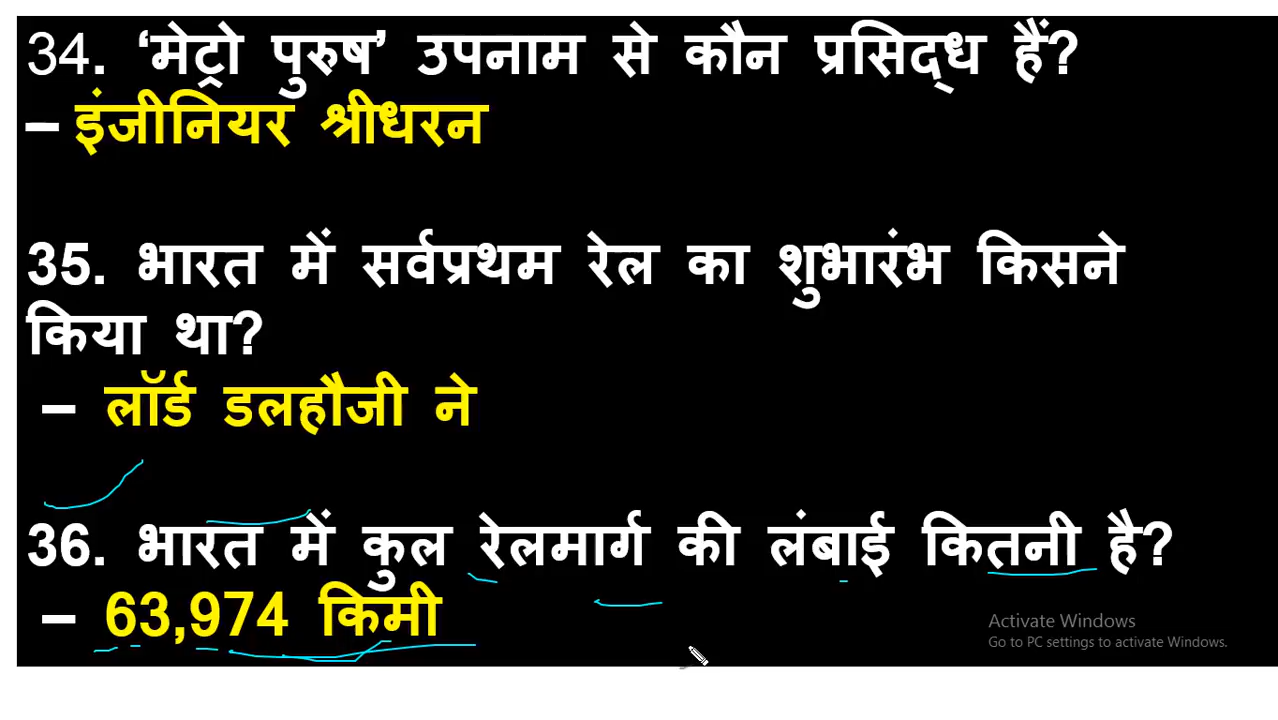 34. ‘मेट्रो पुरुष’ उपनाम से कौन प्रसिद्ध हैं?
– इंजीनियर श्रीधरन
35. भारत में सर्वप्रथम रेल का शुभारंभ किसने
किया था?
– लॉर्ड डलहौजी ने
36. भारत में कुल रेलमार्ग की लंबाई कितनी है?
– 63,974 किमी
Activate Windows
Go to PC settings to activate Windows.